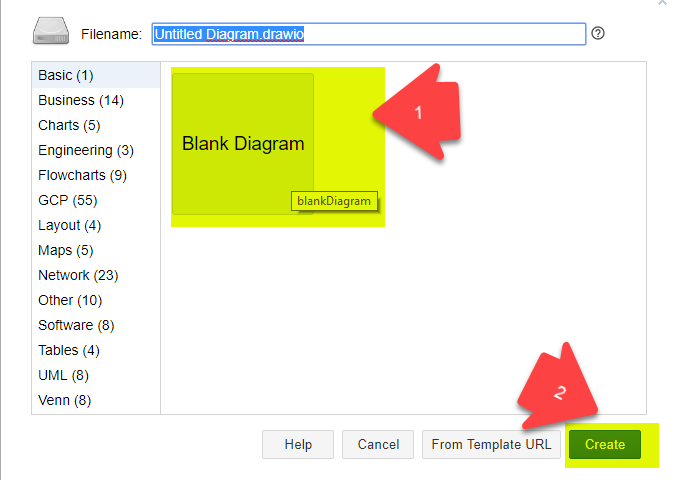 Filename: Untitled Diagram.drawio
Basic (1)
Business (14)
Charts (5)
Engineering (3)
Flowcharts (9)
GCP (55)
Layout (4)
Maps (5)
Network (23)
Other (10)
Software (8)
Tables (4)
UML (8)
Venn (8)
Blank Diagram
blankDiagram
1
2
Help Cancel From Template URL Create